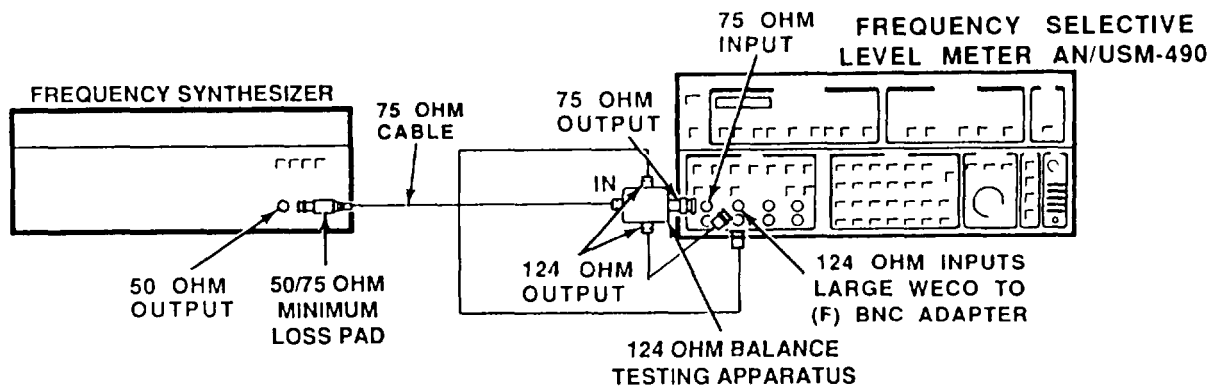 75 OHM
INPUT
FREQUENCY SELECTIVE
LEVEL METER AN/USM-490
FREQUENCY SYNTHESIZER
75 OHM
CABLE
75 OHM
OUTPUT
IN
50 OHM
OUTPUT
50/75 OHM
MINIMUM
LOSS PAD
124 OHM
OUTPUT
124 OHM INPUTS
LARGE WECO TO
(F) BNC ADAPTER
124 OHM BALANCE
TESTING APPARATUS